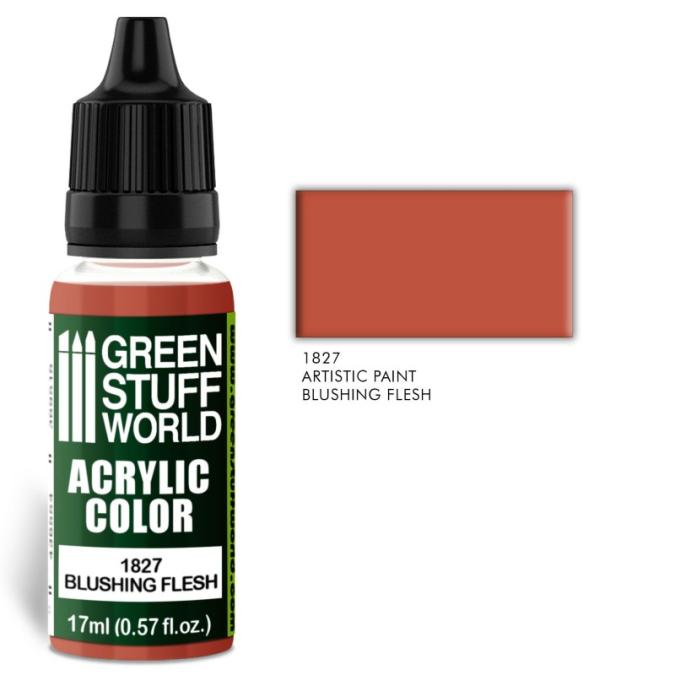 GREEN
STUFF
WORLD
ACRYLIC
COLOR
1827
BLUSHING FLESH
17ml (0.57 fl.oz.)
1827
ARTISTIC PAINT
BLUSHING FLESH